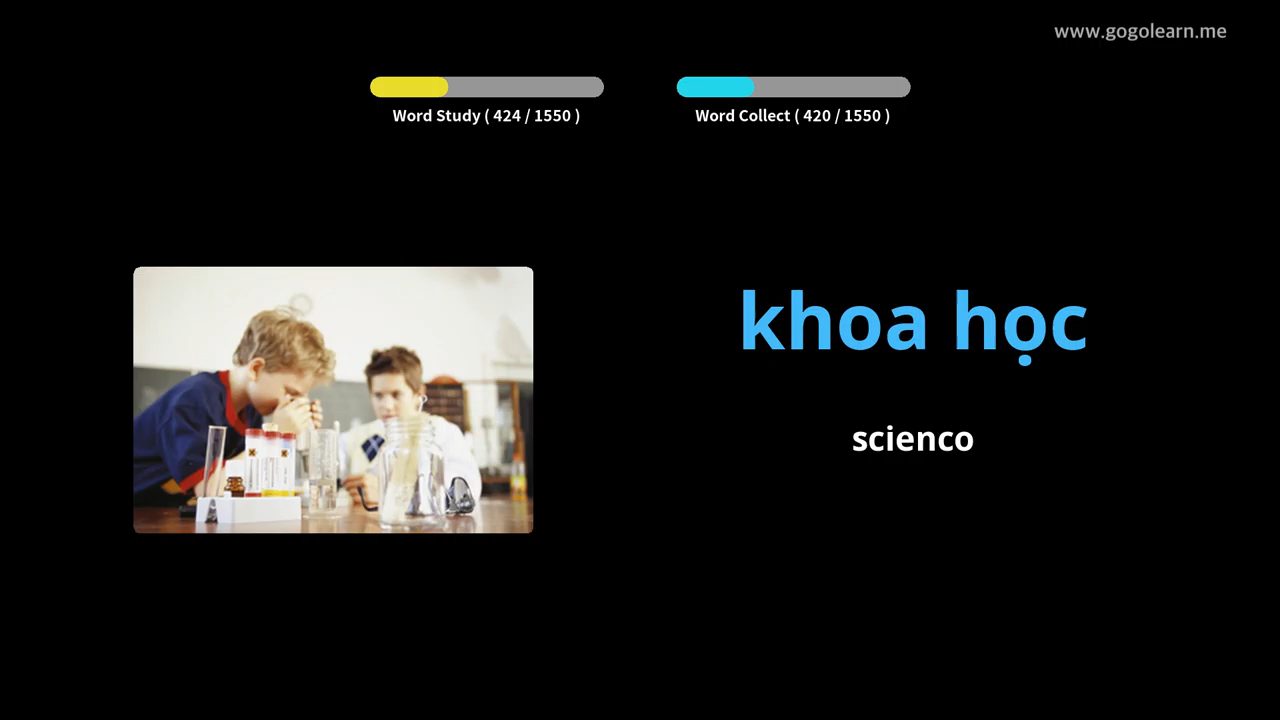 www.gogolearn.me
Word Study ( 424 / 1550 )
Word Collect ( 420 / 1550 )
khoa học
scienco